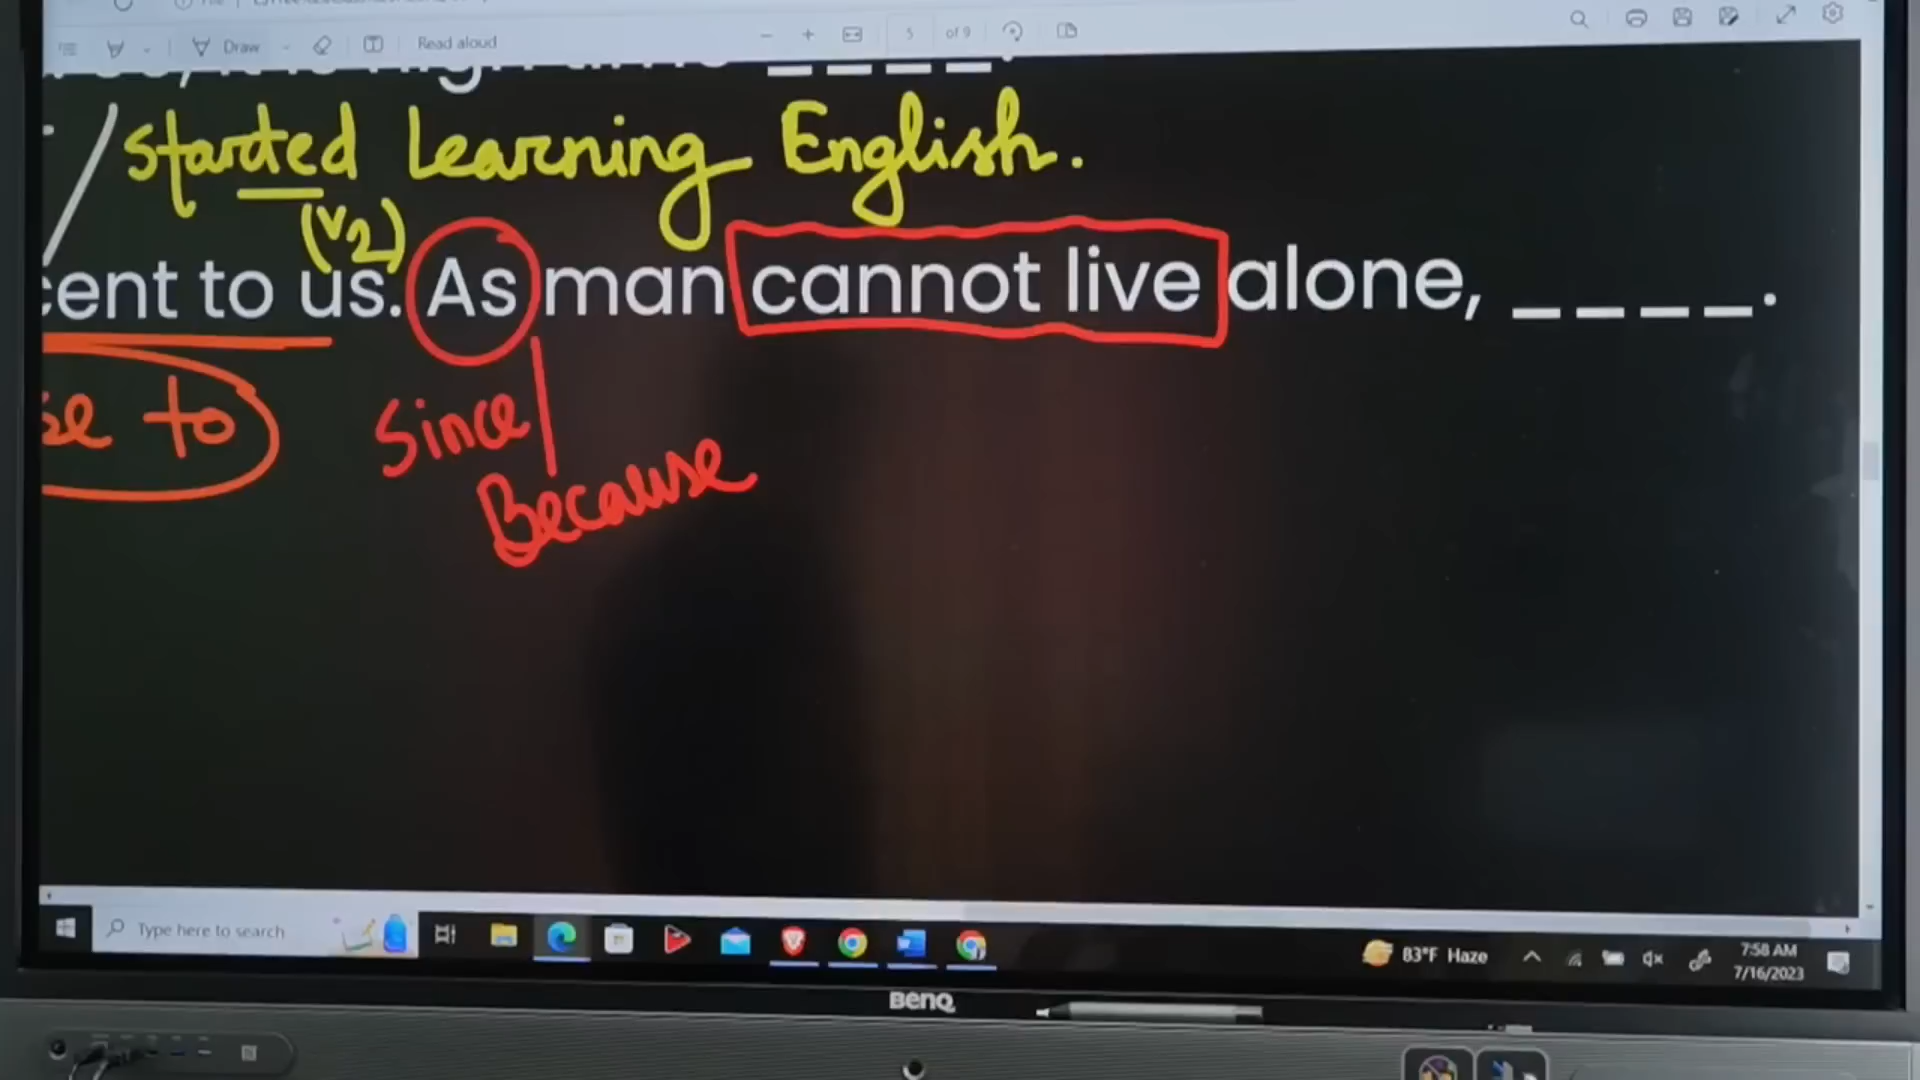 Draw
Read aloud
5 of 9
started learning English.
(v2)
cent to us. As man cannot live alone, _ _ _ _.
se to
Since
Because
Type here to search
83°F Haze
7:58 AM
7/16/2023
BenQ